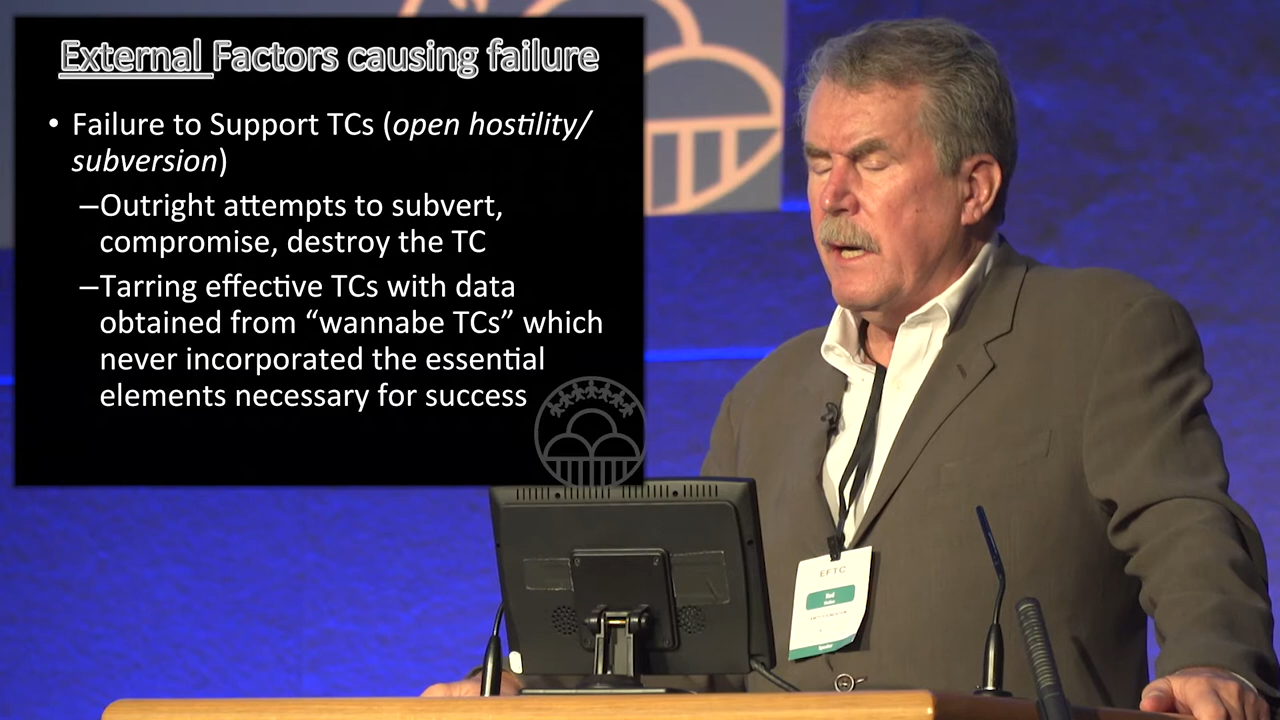 External Factors causing failure
• Failure to Support TCs (open hostility/
subversion)
–Outright attempts to subvert,
compromise, destroy the TC
–Tarring effective TCs with data
obtained from “wannabe TCs” which
never incorporated the essential
elements necessary for success
EFTC
Rod
Speaker